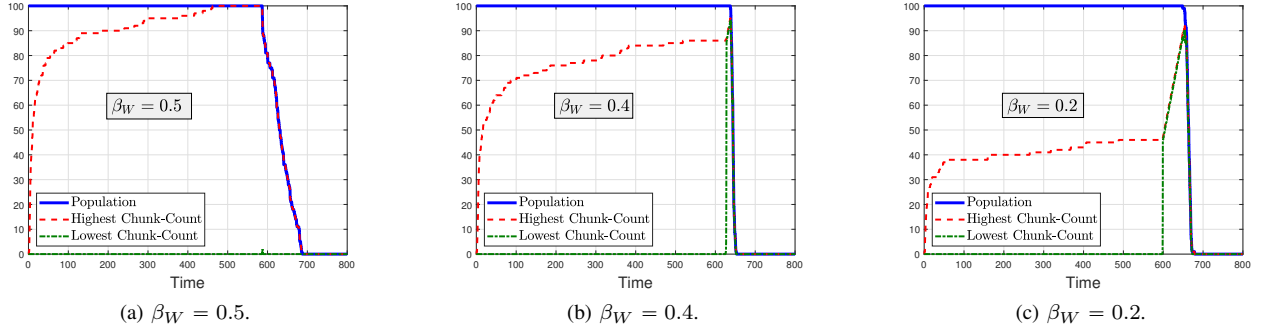 100
90
80
70
60
50
40
30
20
10
0
β_W = 0.5
Population
Highest Chunk-Count
Lowest Chunk-Count
0 100 200 300 400 500 600 700 800
Time
(a) β_W = 0.5.
100
90
80
70
60
50
40
30
20
10
0
β_W = 0.4
Population
Highest Chunk-Count
Lowest Chunk-Count
0 100 200 300 400 500 600 700 800
Time
(b) β_W = 0.4.
100
90
80
70
60
50
40
30
20
10
0
β_W = 0.2
Population
Highest Chunk-Count
Lowest Chunk-Count
0 100 200 300 400 500 600 700 800
Time
(c) β_W = 0.2.